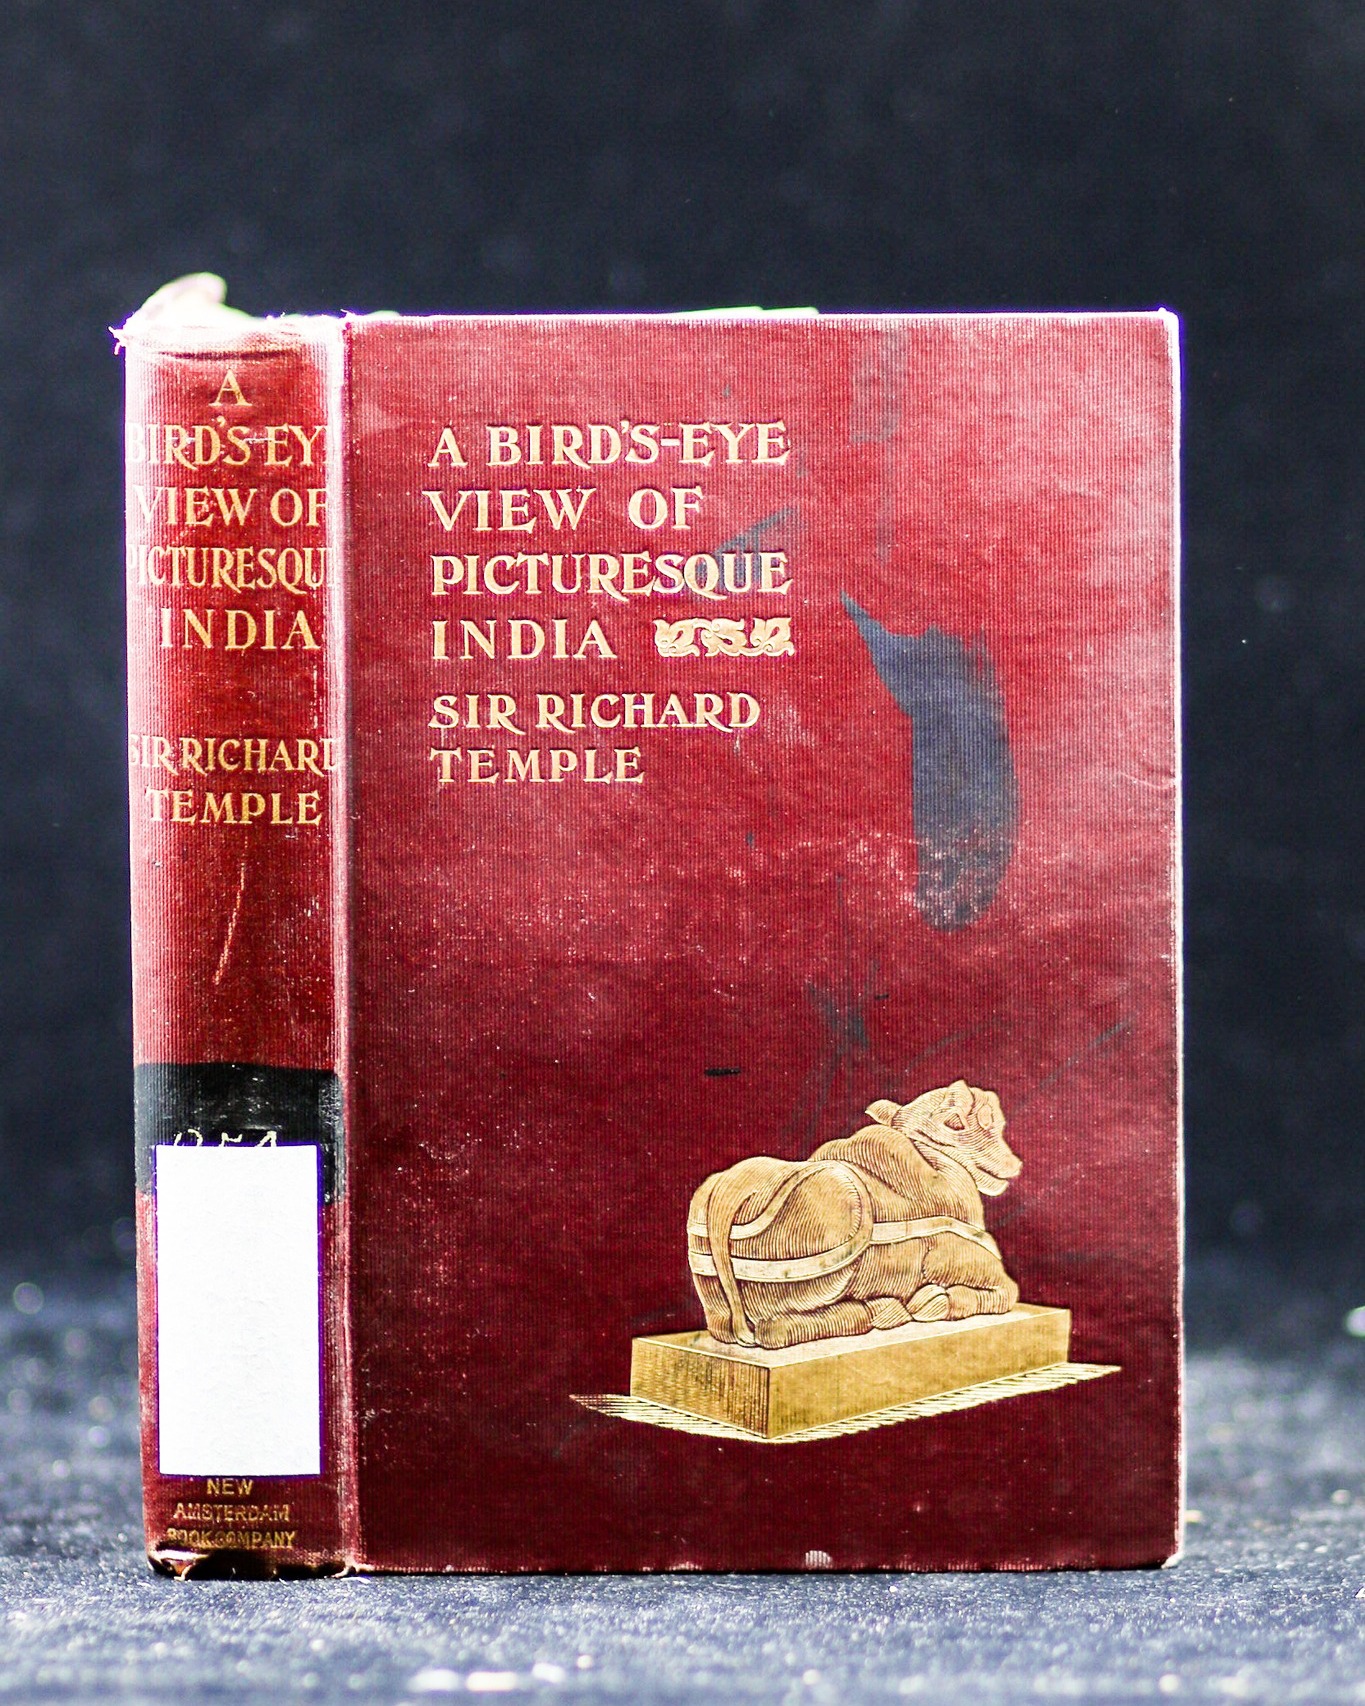 A
BIRD'S-EYE
VIEW OF
PICTURESQUE
INDIA
SIR RICHARD
TEMPLE
NEW
AMSTERDAM
BOOK COMPANY
A BIRD'S-EYE
VIEW OF
PICTURESQUE
INDIA
SIR RICHARD
TEMPLE